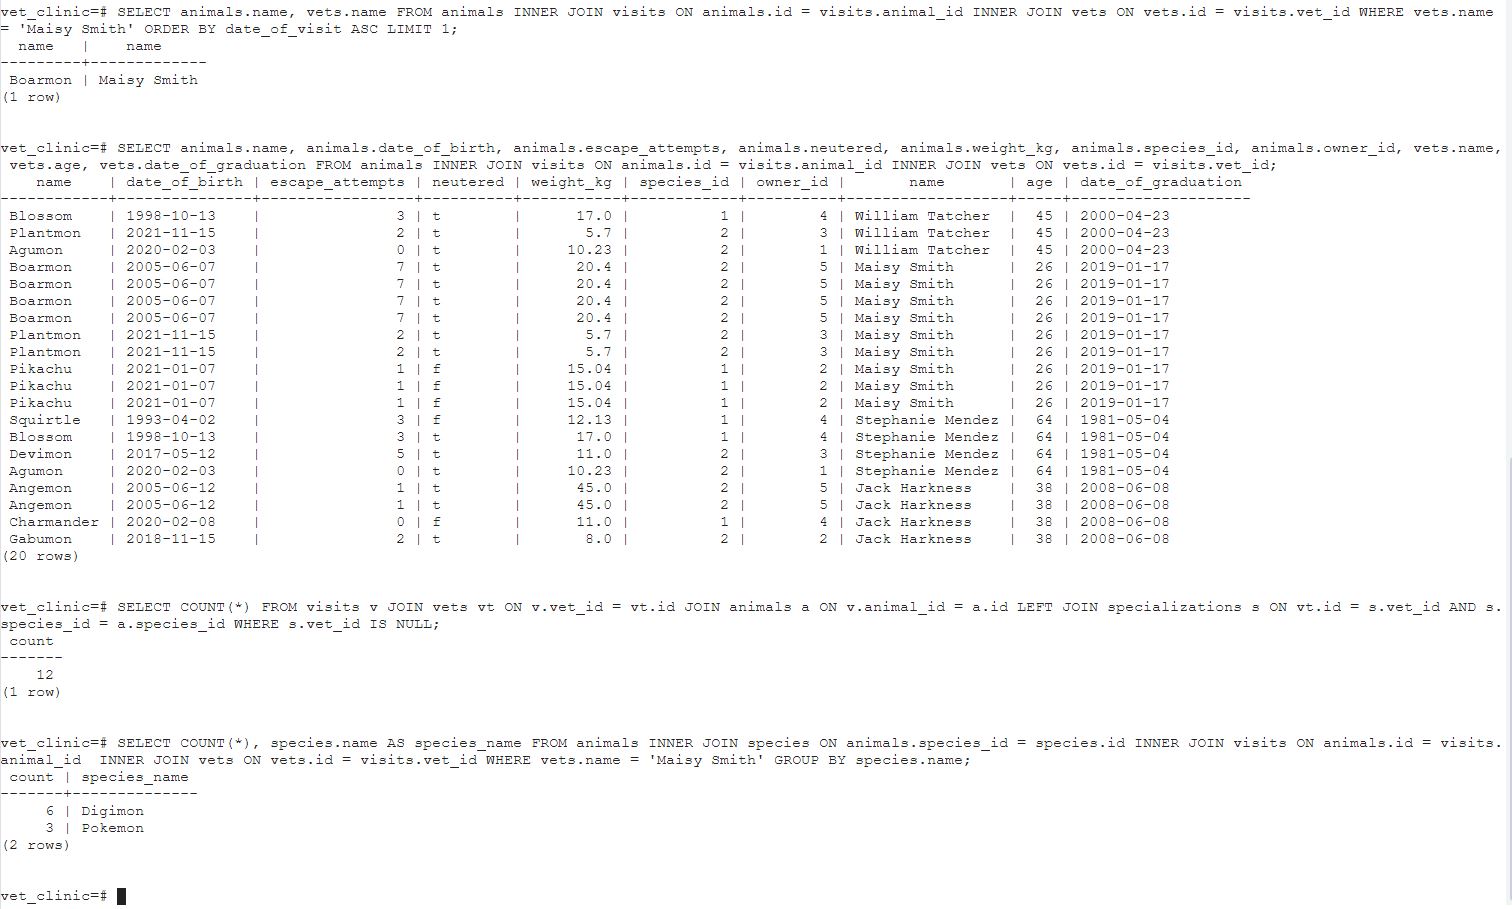 vet_clinic=# SELECT animals.name, vets.name FROM animals INNER JOIN visits ON animals.id = visits.animal_id INNER JOIN vets ON vets.id = visits.vet_id WHERE vets.name
= 'Maisy Smith' ORDER BY date_of_visit ASC LIMIT 1;
  name   |    name
---------+-------------
 Boarmon | Maisy Smith
(1 row)

vet_clinic=# SELECT animals.name, animals.date_of_birth, animals.escape_attempts, animals.neutered, animals.weight_kg, animals.species_id, animals.owner_id, vets.name,
 vets.age, vets.date_of_graduation FROM animals INNER JOIN visits ON animals.id = visits.animal_id INNER JOIN vets ON vets.id = visits.vet_id;
    name    | date_of_birth | escape_attempts | neutered | weight_kg | species_id | owner_id |       name       | age | date_of_graduation
------------+---------------+-----------------+----------+-----------+------------+----------+------------------+-----+--------------------
 Blossom    | 1998-10-13    |               3 | t        |      17.0 |          1 |        4 | William Tatcher  |  45 | 2000-04-23
 Plantmon   | 2021-11-15    |               2 | t        |       5.7 |          2 |        3 | William Tatcher  |  45 | 2000-04-23
 Agumon     | 2020-02-03    |               0 | t        |     10.23 |          2 |        1 | William Tatcher  |  45 | 2000-04-23
 Boarmon    | 2005-06-07    |               7 | t        |      20.4 |          2 |        5 | Maisy Smith      |  26 | 2019-01-17
 Boarmon    | 2005-06-07    |               7 | t        |      20.4 |          2 |        5 | Maisy Smith      |  26 | 2019-01-17
 Boarmon    | 2005-06-07    |               7 | t        |      20.4 |          2 |        5 | Maisy Smith      |  26 | 2019-01-17
 Boarmon    | 2005-06-07    |               7 | t        |      20.4 |          2 |        5 | Maisy Smith      |  26 | 2019-01-17
 Plantmon   | 2021-11-15    |               2 | t        |       5.7 |          2 |        3 | Maisy Smith      |  26 | 2019-01-17
 Plantmon   | 2021-11-15    |               2 | t        |       5.7 |          2 |        3 | Maisy Smith      |  26 | 2019-01-17
 Pikachu    | 2021-01-07    |               1 | f        |     15.04 |          1 |        2 | Maisy Smith      |  26 | 2019-01-17
 Pikachu    | 2021-01-07    |               1 | f        |     15.04 |          1 |        2 | Maisy Smith      |  26 | 2019-01-17
 Pikachu    | 2021-01-07    |               1 | f        |     15.04 |          1 |        2 | Maisy Smith      |  26 | 2019-01-17
 Squirtle   | 1993-04-02    |               3 | f        |     12.13 |          1 |        4 | Stephanie Mendez |  64 | 1981-05-04
 Blossom    | 1998-10-13    |               3 | t        |      17.0 |          1 |        4 | Stephanie Mendez |  64 | 1981-05-04
 Devimon    | 2017-05-12    |               5 | t        |      11.0 |          2 |        3 | Stephanie Mendez |  64 | 1981-05-04
 Agumon     | 2020-02-03    |               0 | t        |     10.23 |          2 |        1 | Stephanie Mendez |  64 | 1981-05-04
 Angemon    | 2005-06-12    |               1 | t        |      45.0 |          2 |        5 | Jack Harkness    |  38 | 2008-06-08
 Angemon    | 2005-06-12    |               1 | t        |      45.0 |          2 |        5 | Jack Harkness    |  38 | 2008-06-08
 Charmander | 2020-02-08    |               0 | f        |      11.0 |          1 |        4 | Jack Harkness    |  38 | 2008-06-08
 Gabumon    | 2018-11-15    |               2 | t        |       8.0 |          2 |        2 | Jack Harkness    |  38 | 2008-06-08
(20 rows)

vet_clinic=# SELECT COUNT(*) FROM visits v JOIN vets vt ON v.vet_id = vt.id JOIN animals a ON v.animal_id = a.id LEFT JOIN specializations s ON vt.id = s.vet_id AND s.
species_id = a.species_id WHERE s.vet_id IS NULL;
 count
-------
    12
(1 row)

vet_clinic=# SELECT COUNT(*), species.name AS species_name FROM animals INNER JOIN species ON animals.species_id = species.id INNER JOIN visits ON animals.id = visits.
animal_id  INNER JOIN vets ON vets.id = visits.vet_id WHERE vets.name = 'Maisy Smith' GROUP BY species.name;
 count | species_name
-------+--------------
     6 | Digimon
     3 | Pokemon
(2 rows)

vet_clinic=#